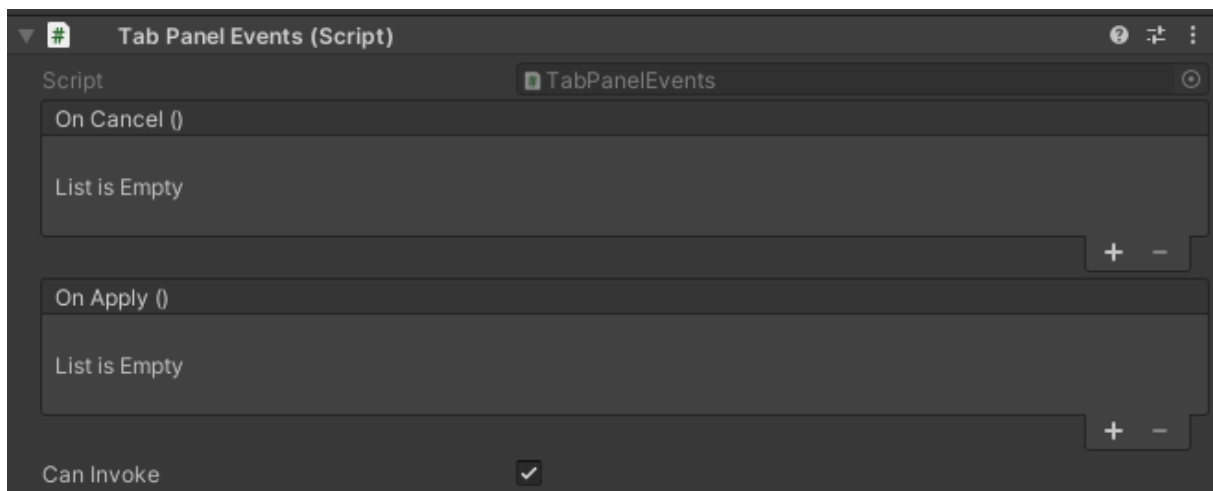 Tab Panel Events (Script)
Script TabPanelEvents
On Cancel ()
List is Empty
+ −
On Apply ()
List is Empty
+ −
Can Invoke